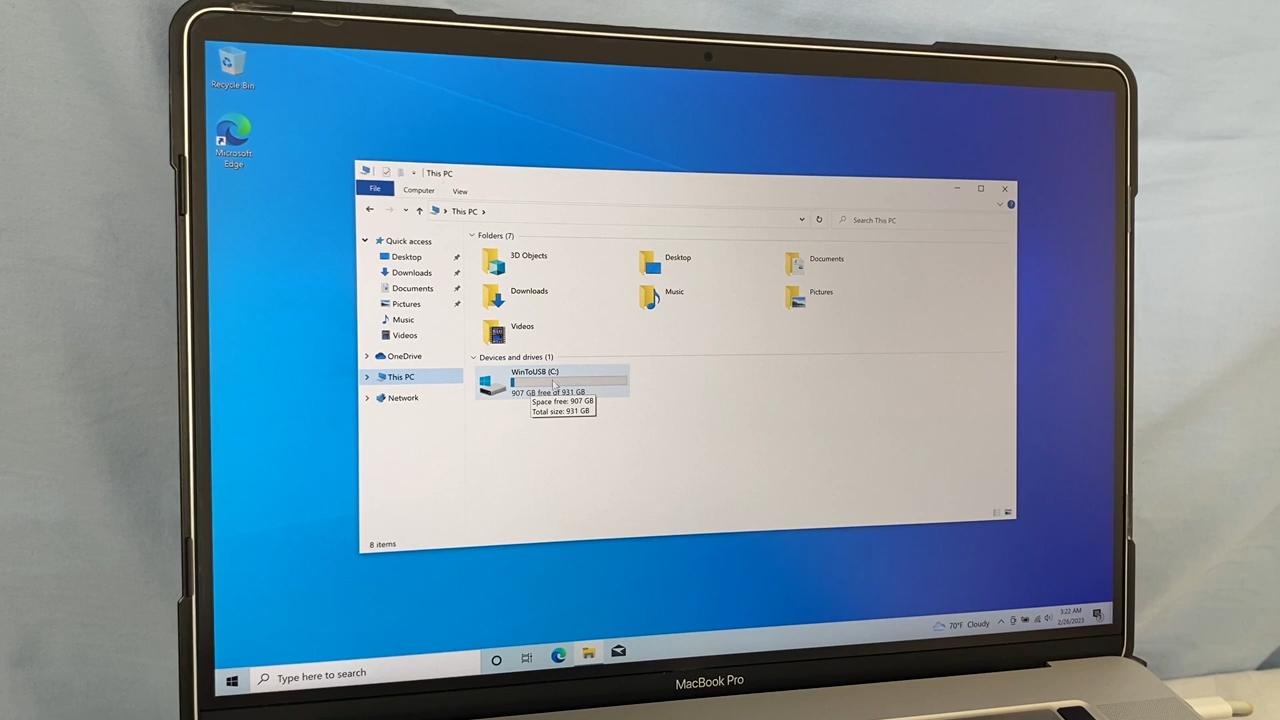 Recycle Bin
Microsoft
Edge
This PC
File
Computer
View
This PC
Search This PC
Quick access
Desktop
Downloads
Documents
Pictures
Music
Videos
OneDrive
This PC
Network
Folders (7)
3D Objects
Desktop
Documents
Downloads
Music
Pictures
Videos
Devices and drives (1)
WinToUSB (C:)
907 GB free of 931 GB
Space free: 907 GB
Total size: 931 GB
8 items
Type here to search
70°F Cloudy
3:22 AM
2/26/2023
MacBook Pro